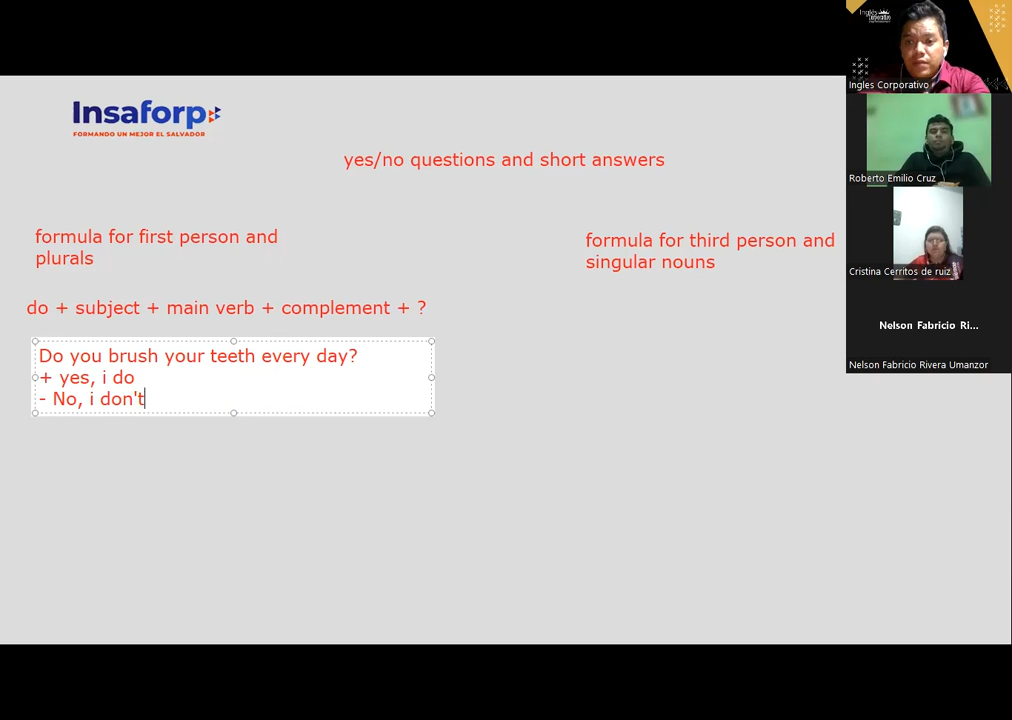 Insaforp
FORMANDO UN MEJOR EL SALVADOR
yes/no questions and short answers
formula for first person and
plurals
formula for third person and
singular nouns
do + subject + main verb + complement + ?
Do you brush your teeth every day?
+ yes, i do
- No, i don't
Inglés
Corporativo
Ingles Corporativo
Roberto Emilio Cruz
Cristina Cerritos de ruiz
Nelson Fabricio Ri...
Nelson Fabricio Rivera Umanzor